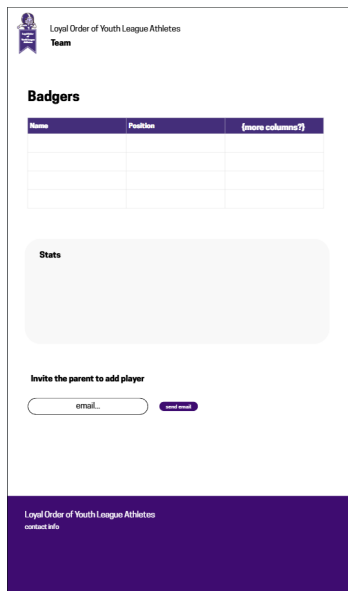 Loyal Order of Youth League Athletes
Team
Badgers
Name Position {more columns?}
Stats
Invite the parent to add player
email... send email
Loyal Order of Youth League Athletes
contact info